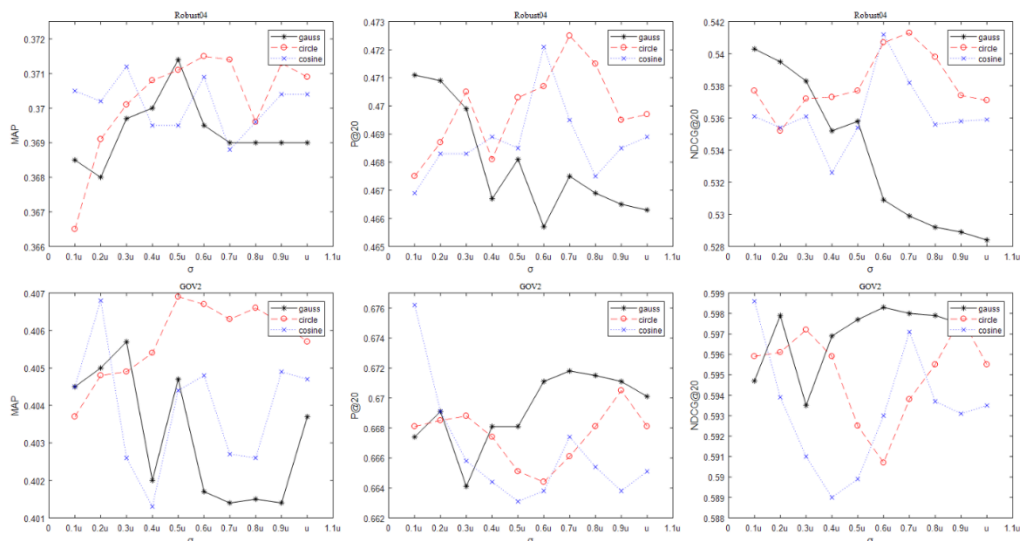 Robust04
MAP
0.372
0.371
0.37
0.369
0.368
0.367
0.366
gauss
circle
cosine
0 0.1u 0.2u 0.3u 0.4u 0.5u 0.6u 0.7u 0.8u 0.9u u 1.1u
σ
Robust04
P@20
0.473
0.472
0.471
0.47
0.469
0.468
0.467
0.466
0.465
gauss
circle
cosine
0 0.1u 0.2u 0.3u 0.4u 0.5u 0.6u 0.7u 0.8u 0.9u u 1.1u
σ
Robust04
NDCG@20
0.542
0.54
0.538
0.536
0.534
0.532
0.53
0.528
gauss
circle
cosine
0 0.1u 0.2u 0.3u 0.4u 0.5u 0.6u 0.7u 0.8u 0.9u u 1.1u
σ
GOV2
MAP
0.407
0.406
0.405
0.404
0.403
0.402
0.401
gauss
circle
cosine
0 0.1u 0.2u 0.3u 0.4u 0.5u 0.6u 0.7u 0.8u 0.9u u 1.1u
GOV2
P@20
0.676
0.674
0.672
0.67
0.668
0.666
0.664
0.662
gauss
circle
cosine
0 0.1u 0.2u 0.3u 0.4u 0.5u 0.6u 0.7u 0.8u 0.9u u 1.1u
GOV2
NDCG@20
0.599
0.598
0.597
0.596
0.595
0.594
0.593
0.592
0.591
0.59
0.589
0.588
gauss
circle
cosine
0 0.1u 0.2u 0.3u 0.4u 0.5u 0.6u 0.7u 0.8u 0.9u u 1.1u